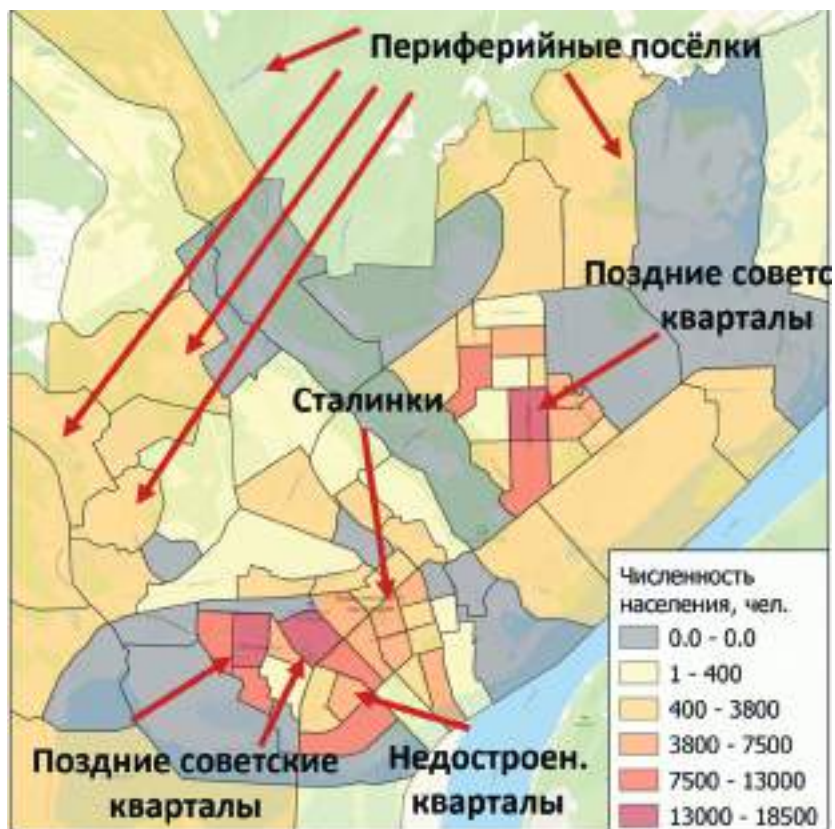 Периферийные посёлки
Поздние советс
кварталы
Сталинки
Численность
населения, чел.
0.0 - 0.0
1 - 400
400 - 3800
3800 - 7500
7500 - 13000
13000 - 18500
Поздние советские
кварталы
Недостроен.
кварталы